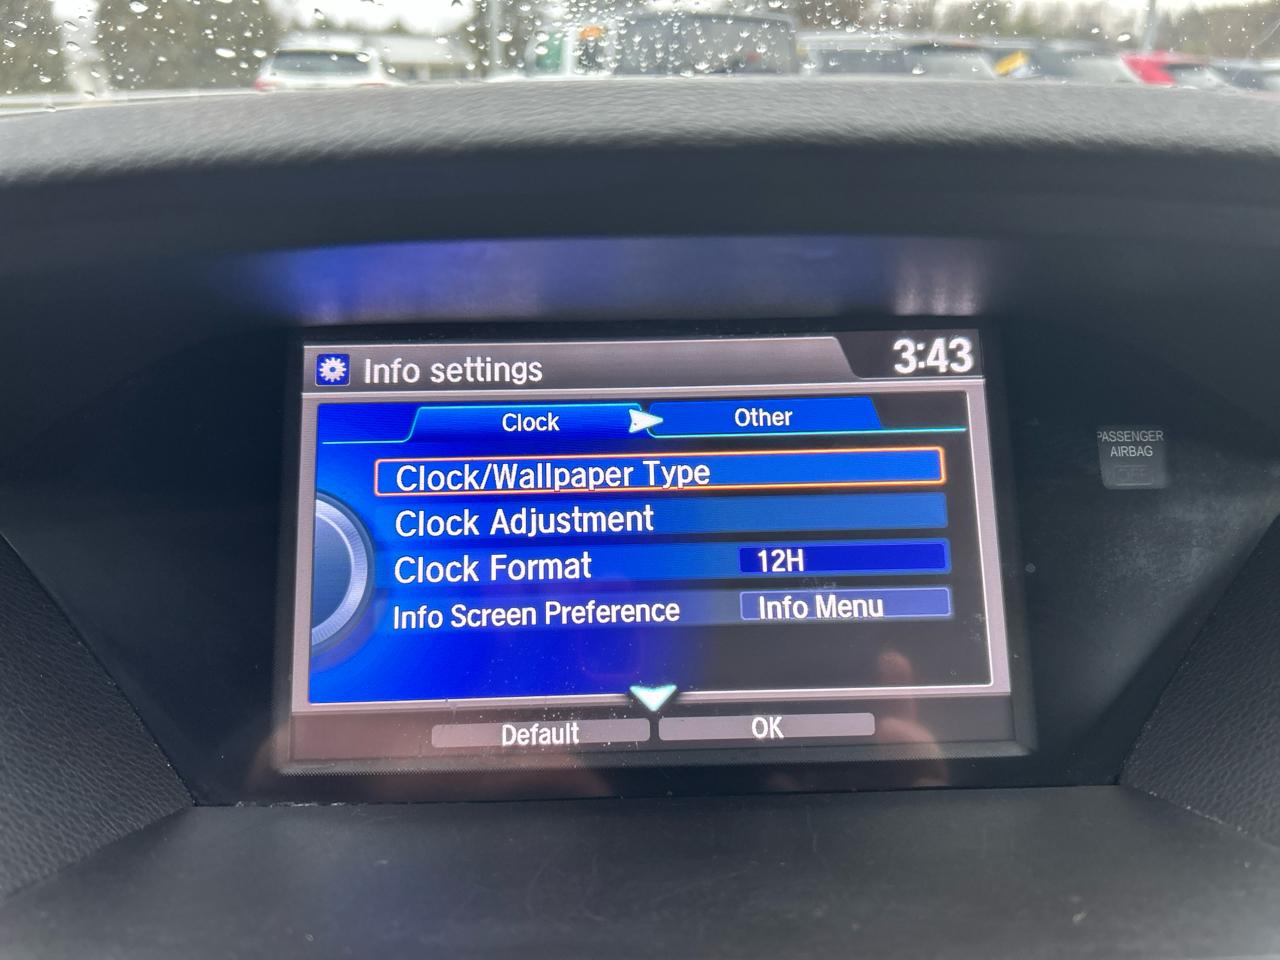 Info settings
3:43
Clock
Other
Clock/Wallpaper Type
Clock Adjustment
Clock Format 12H
Info Screen Preference Info Menu
Default
OK
PASSENGER
AIRBAG
OFF